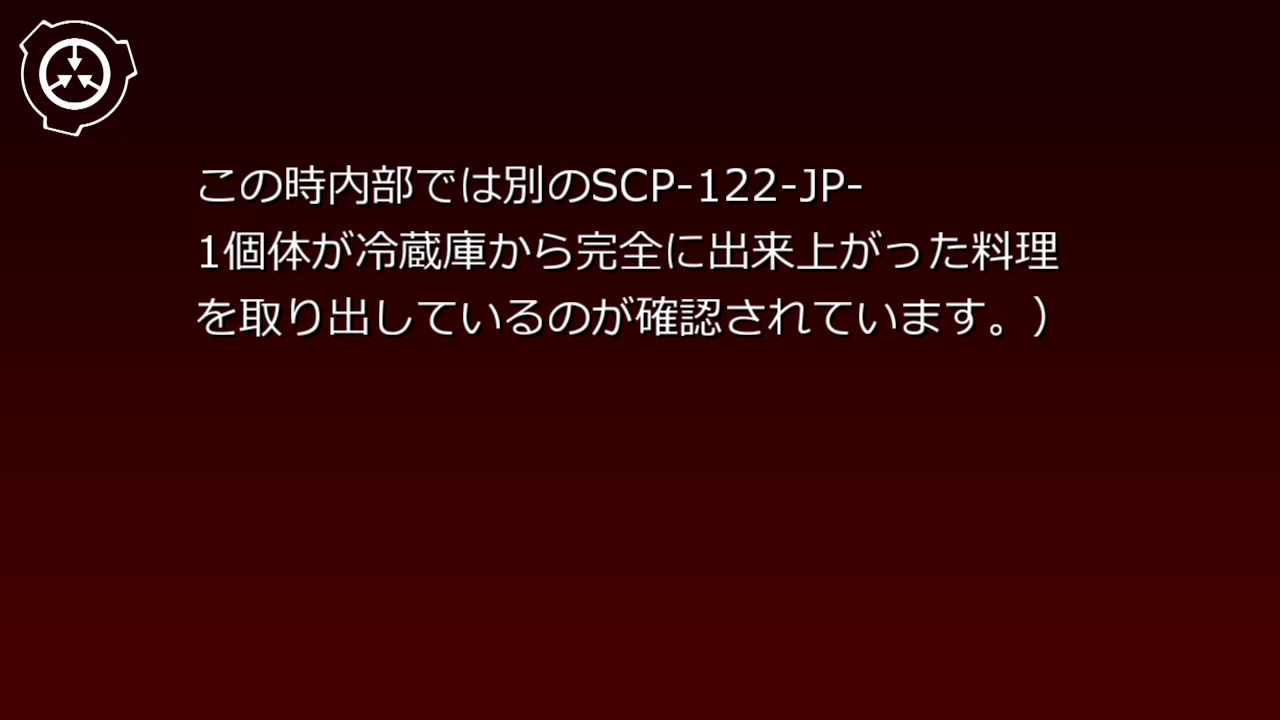 この時内部では別のSCP-122-JP-
1個体が冷蔵庫から完全に出来上がった料理
を取り出しているのが確認されています。）